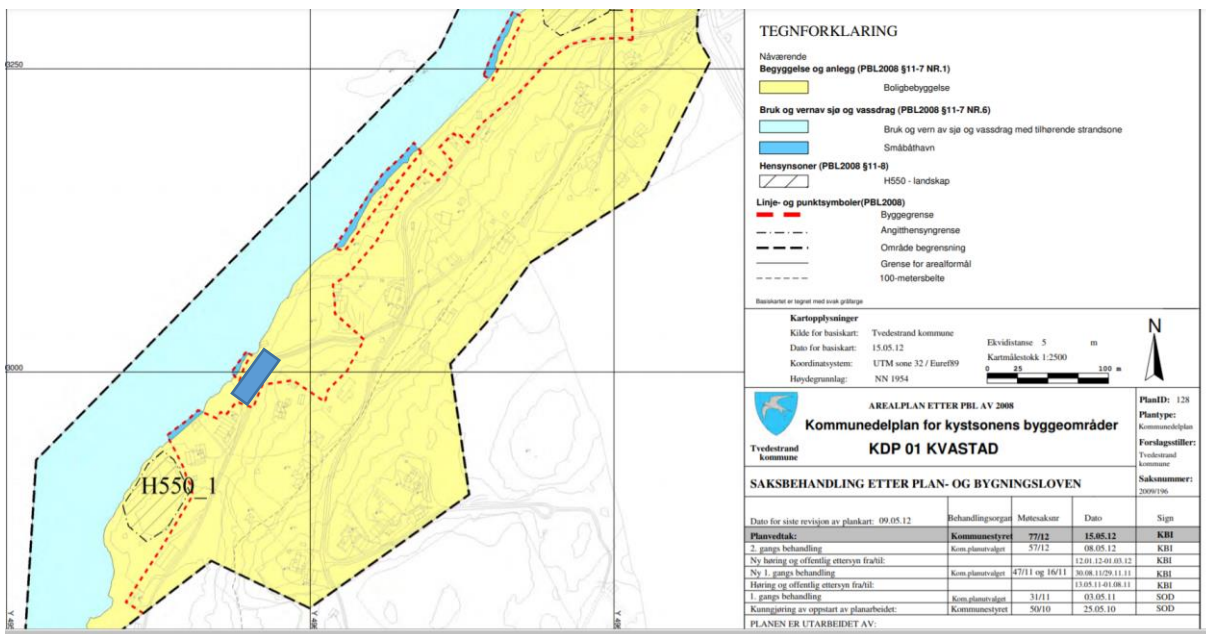 0250
0000
H550_1
TEGNFORKLARING
Nåværende
Begyggelse og anlegg (PBL2008 §11-7 NR.1)
Boligbebyggelse
Bruk og vernav sjø og vassdrag (PBL2008 §11-7 NR.6)
Bruk og vern av sjø og vassdrag med tilhørende strandsone
Småbåthavn
Hensynsoner (PBL2008 §11-8)
H550 - landskap
Linje- og punktsymboler(PBL2008)
Byggegrense
Angitthensyngrense
Område begrensning
Grense for arealformål
100-metersbelte
Basiskartet er tegnet med svak gråfarge
Kartopplysninger
Kilde for basiskart: Tvedestrand kommune
Dato for basiskart: 15.05.12
Koordinatsystem: UTM sone 32 / Euref89
Høydegrunnlag: NN 1954
Ekvidistanse 5 m
Kartmålestokk 1:2500
0 25 100 m
N
Tvedestrand
kommune
AREALPLAN ETTER PBL AV 2008
Kommunedelplan for kystsonens byggeområder
KDP 01 KVASTAD
PlanID: 128
Plantype:
Kommunedelplan
Forslagsstiller:
Tvedestrand
kommune
Saksnummer:
2009/196
SAKSBEHANDLING ETTER PLAN- OG BYGNINGSLOVEN
Dato for siste revisjon av plankart: 09.05.12 Behandlingsorgan Møtesaksnr Dato Sign
Planvedtak: Kommunestyret 77/12 15.05.12 KBI
2. gangs behandling Kom.planutvalget 57/12 08.05.12 KBI
Ny høring og offentlig ettersyn fra/til: 12.01.12-01.03.12 KBI
Ny 1. gangs behandling Kom.planutvalget 47/11 og 16/11 30.08.11/29.11.11 KBI
Høring og offentlig ettersyn fra/til: 13.05.11-01.08.11 KBI
1. gangs behandling Kom.planutvalget 31/11 03.05.11 SOD
Kunngjøring av oppstart av planarbeidet: Kommunestyret 50/10 25.05.10 SOD
PLANEN ER UTARBEIDET AV: